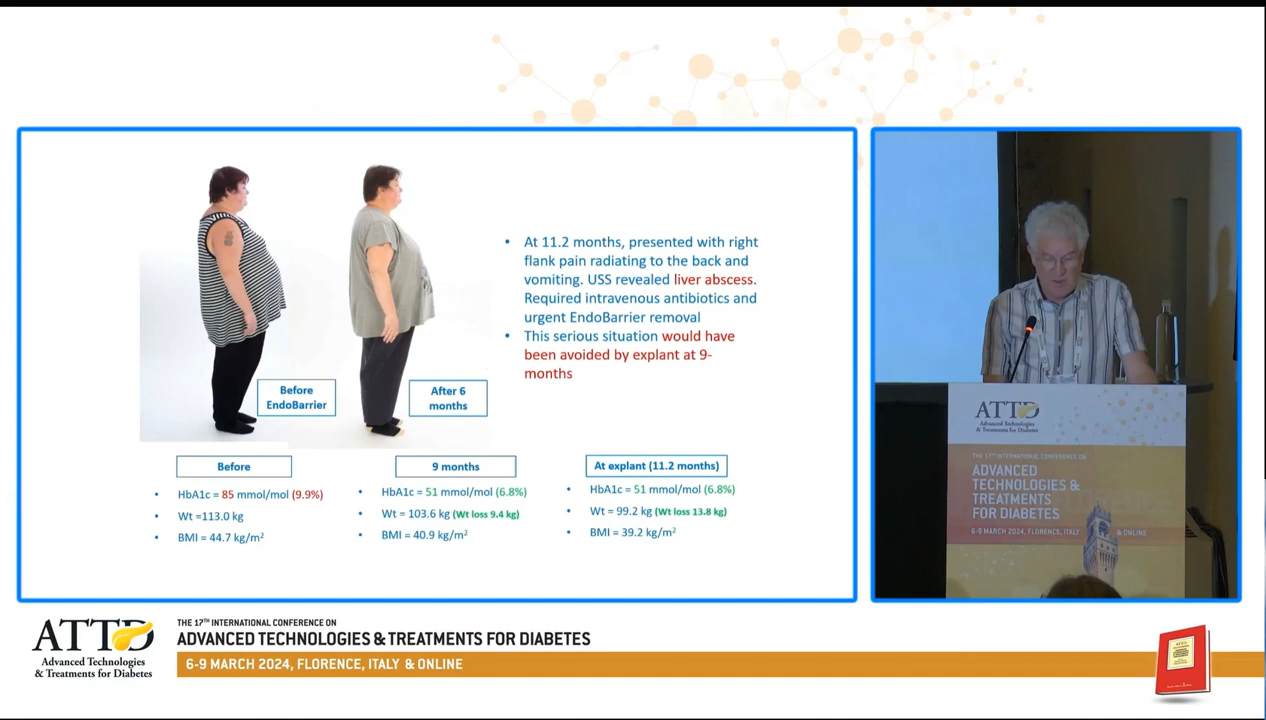 Before
EndoBarrier
After 6
months
• At 11.2 months, presented with right
flank pain radiating to the back and
vomiting. USS revealed liver abscess.
Required intravenous antibiotics and
urgent EndoBarrier removal
• This serious situation would have
been avoided by explant at 9-
months
Before
• HbA1c = 85 mmol/mol (9.9%)
• Wt =113.0 kg
• BMI = 44.7 kg/m²
9 months
• HbA1c = 51 mmol/mol (6.8%)
• Wt = 103.6 kg (Wt loss 9.4 kg)
• BMI = 40.9 kg/m²
At explant (11.2 months)
• HbA1c = 51 mmol/mol (6.8%)
• Wt = 99.2 kg (Wt loss 13.8 kg)
• BMI = 39.2 kg/m²
ATTD
Advanced Technologies
& Treatments for Diabetes
THE 17TH INTERNATIONAL CONFERENCE ON
ADVANCED
TECHNOLOGIES &
TREATMENTS
FOR DIABETES
6-9 MARCH 2024, FLORENCE, ITALY & ONLINE
ATTD
Advanced Technologies
& Treatments for Diabetes
THE 17TH INTERNATIONAL CONFERENCE ON
ADVANCED TECHNOLOGIES & TREATMENTS FOR DIABETES
6-9 MARCH 2024, FLORENCE, ITALY & ONLINE